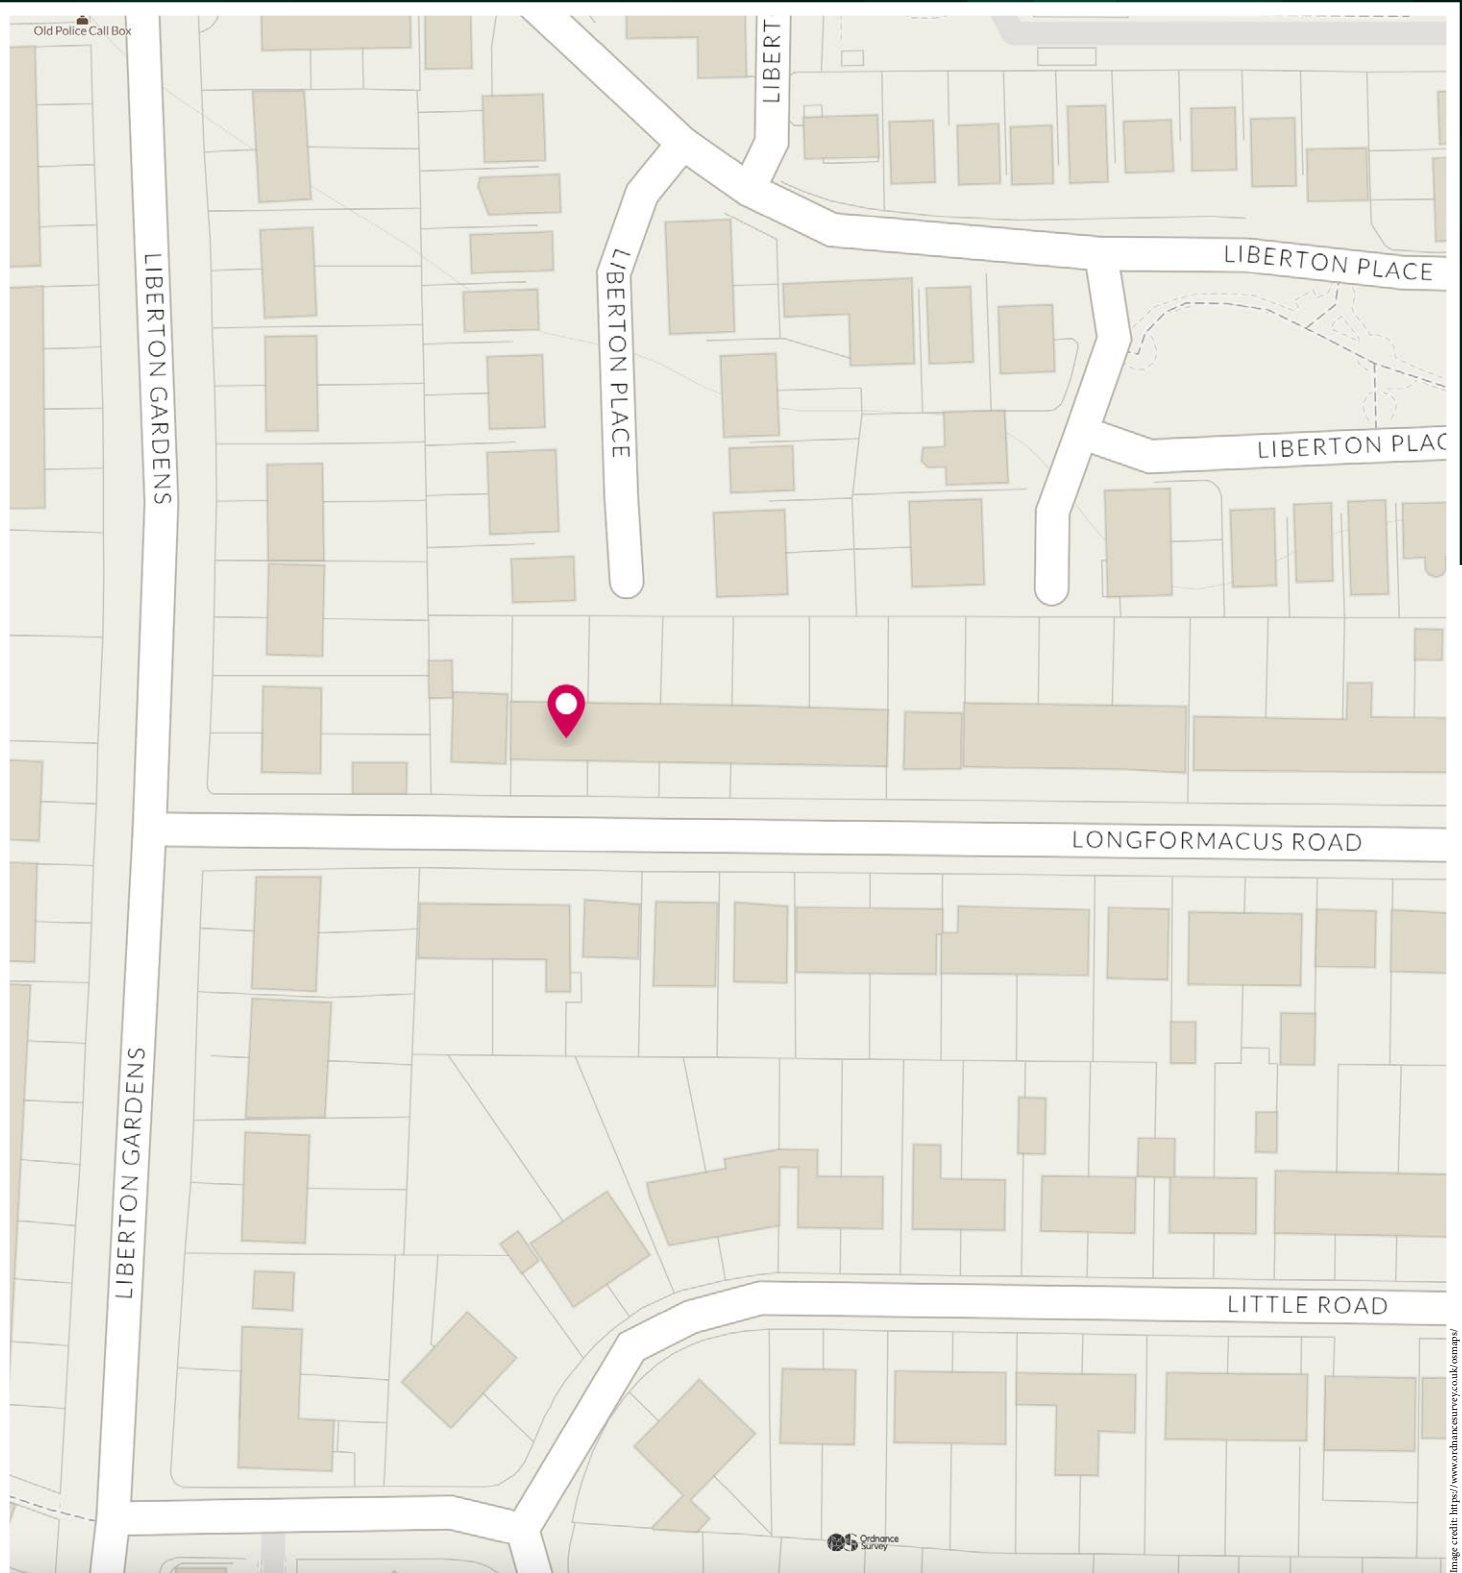 Old Police Call Box
LIBERT
LIBERTON PLACE
LIBERTON GARDENS
LIBERTON PLACE
LIBERTON PLAC
LONGFORMACUS ROAD
LIBERTON GARDENS
LITTLE ROAD
Ordnance
Survey
Image credit: https://www.ordnancesurvey.co.uk/osmaps/